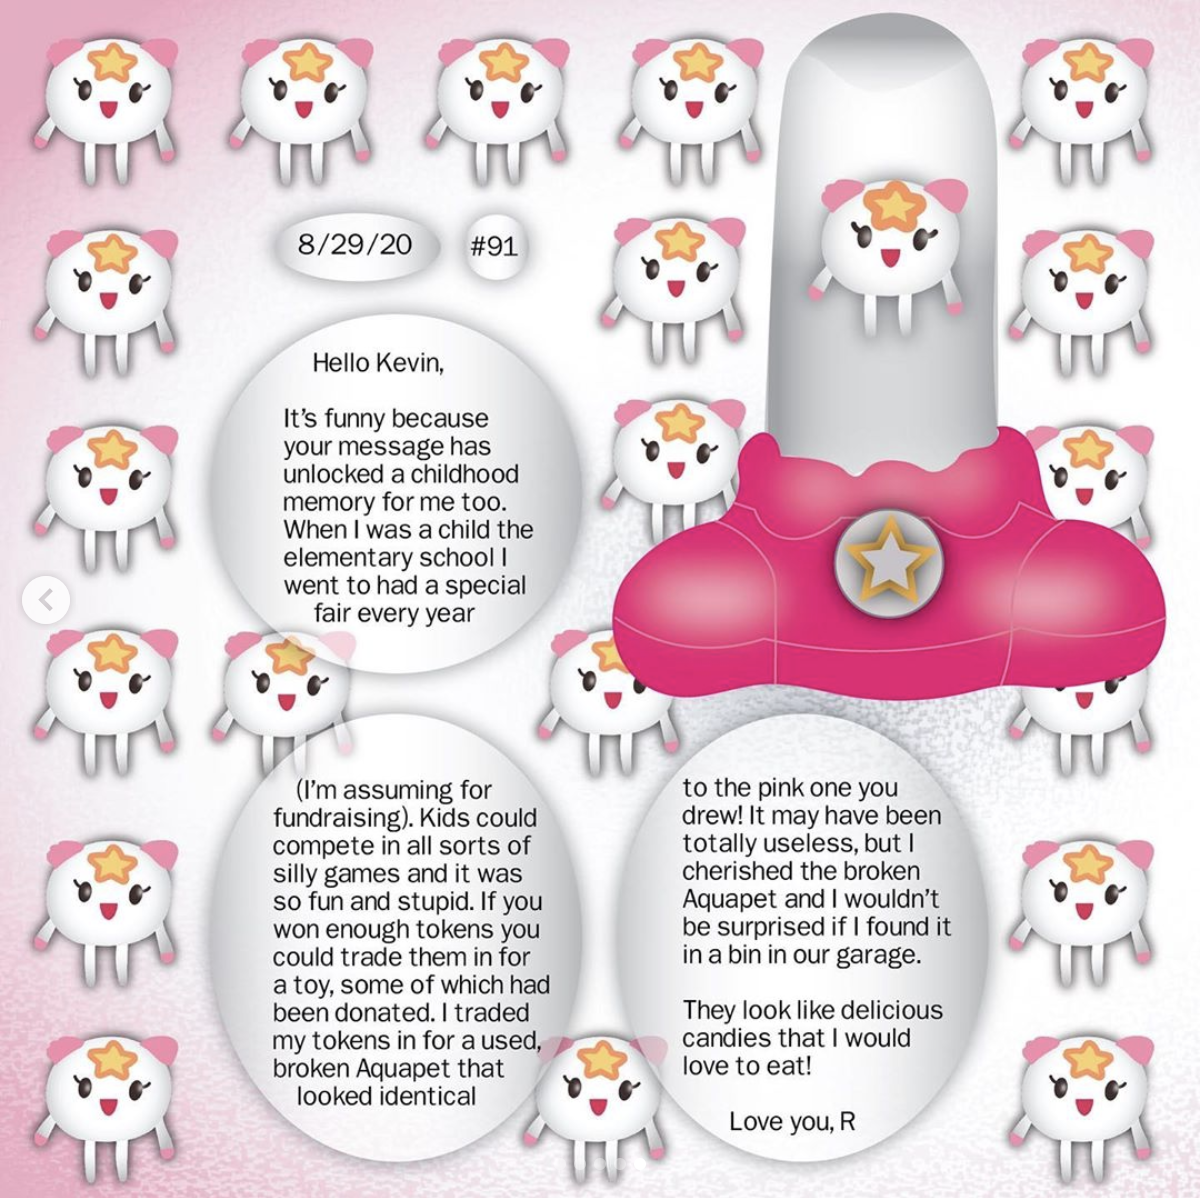 8/29/20 #91
Hello Kevin,
It's funny because
your message has
unlocked a childhood
memory for me too.
When I was a child the
elementary school I
went to had a special
fair every year
(I'm assuming for
fundraising). Kids could
compete in all sorts of
silly games and it was
so fun and stupid. If you
won enough tokens you
could trade them in for
a toy, some of which had
been donated. I traded
my tokens in for a used,
broken Aquapet that
looked identical
to the pink one you
drew! It may have been
totally useless, but I
cherished the broken
Aquapet and I wouldn't
be surprised if I found it
in a bin in our garage.
They look like delicious
candies that I would
love to eat!
Love you, R